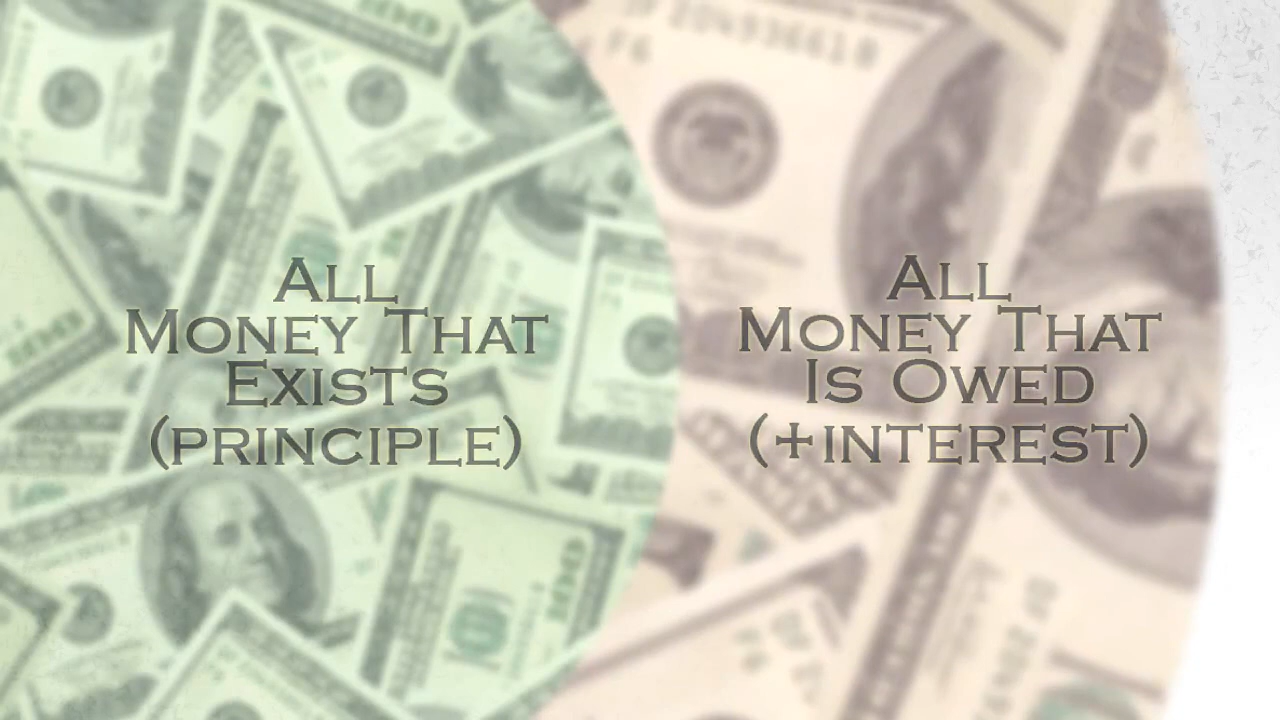 All
Money That
Exists
(principle)
All
Money That
Is Owed
(+interest)